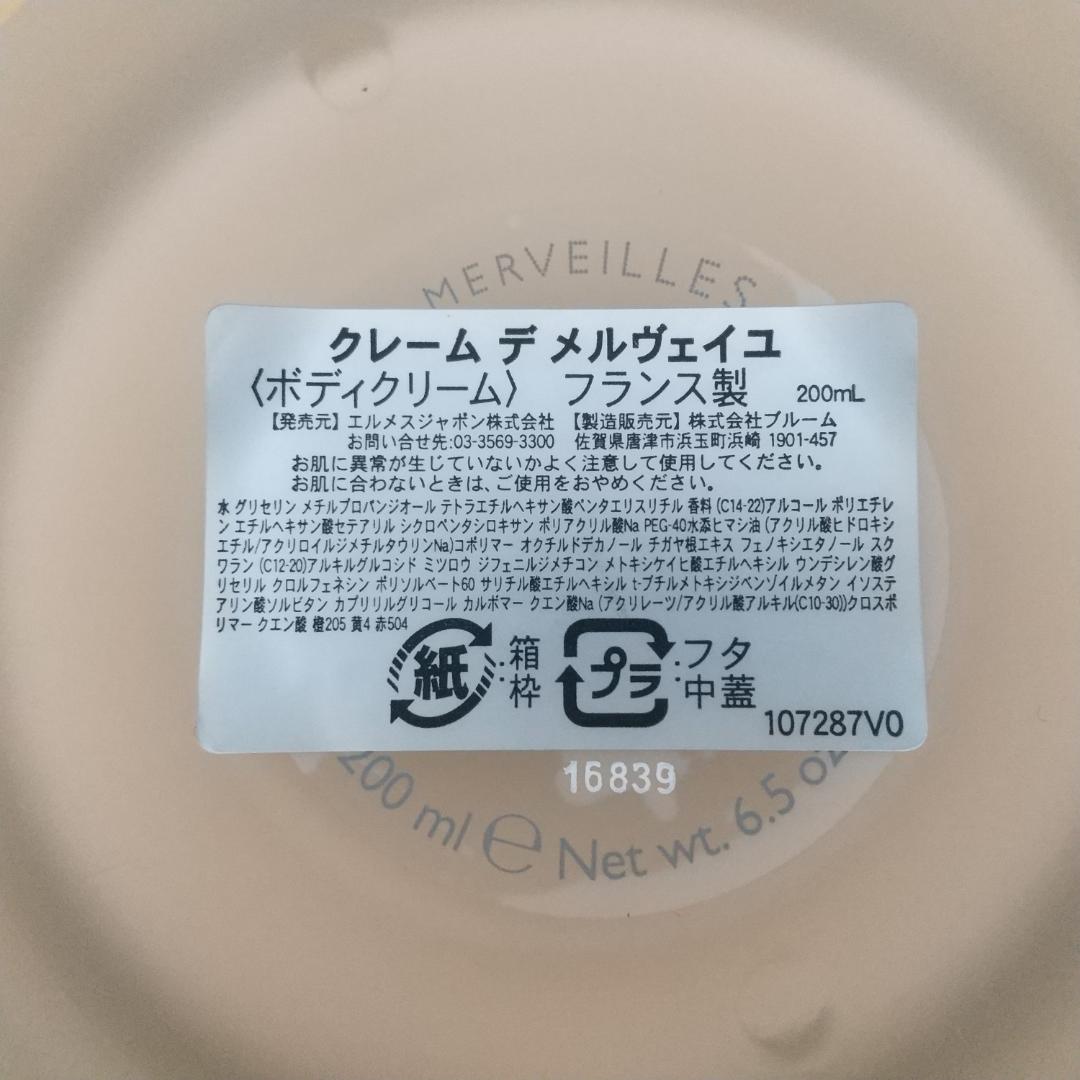 MERVEILLES
クレーム デ メルヴェイユ
〈ボディクリーム〉 フランス製 200mL
【発売元】エルメスジャポン株式会社 【製造販売元】株式会社ブルーム
お問い合せ先:03-3569-3300 佐賀県唐津市浜玉町浜崎 1901-457
お肌に異常が生じていないかよく注意して使用してください。
お肌に合わないときは、ご使用をおやめください。
水 グリセリン メチルプロパンジオール テトラエチルヘキサン酸ペンタエリスリチル 香料 (C14-22)アルコール ポリエチレ
ン エチルヘキサン酸セテアリル シクロペンタシロキサン ポリアクリル酸Na PEG-40水添ヒマシ油 (アクリル酸ヒドロキシ
エチル/アクリロイルジメチルタウリンNa)コポリマー オクチルドデカノール チガヤ根エキス フェノキシエタノール スク
ワラン (C12-20)アルキルグルコシド ミツロウ ジフェニルジメチコン メトキシケイヒ酸エチルヘキシル ウンデシレン酸グ
リセリル クロルフェネシン ポリソルベート60 サリチル酸エチルヘキシル t-ブチルメトキシジベンゾイルメタン イソステ
アリン酸ソルビタン カプリリルグリコール カルボマー クエン酸Na (アクリレーツ/アクリル酸アルキル(C10-30))クロスポ
リマー クエン酸 橙205 黄4 赤504
紙 :箱 プラ :フタ
枠 中蓋
107287V0
16839
200 ml e Net wt. 6.5 oz